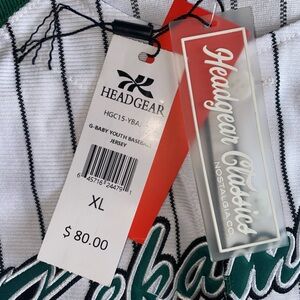 HEADGEAR
HGC15-YBA
G-BABY YOUTH BASEBALL
JERSEY
XL
$ 80.00
Headgear Classics
NOSTALGIA.CO